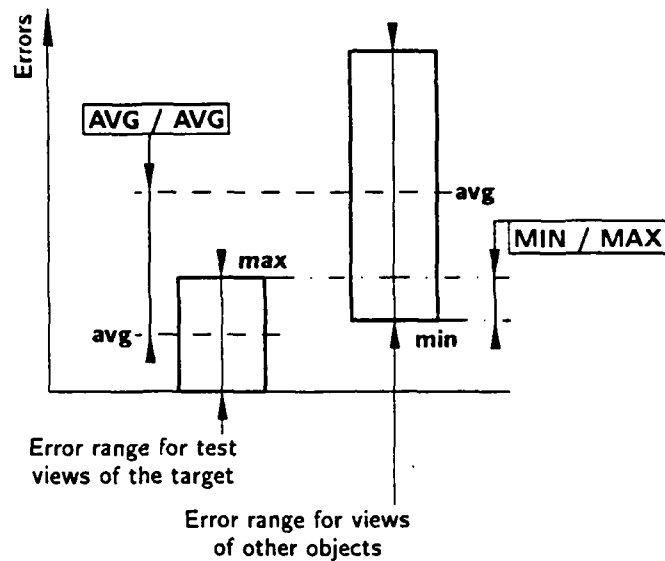 Errors
AVG / AVG
avg
MIN / MAX
max
avg
min
Error range for test
views of the target
Error range for views
of other objects